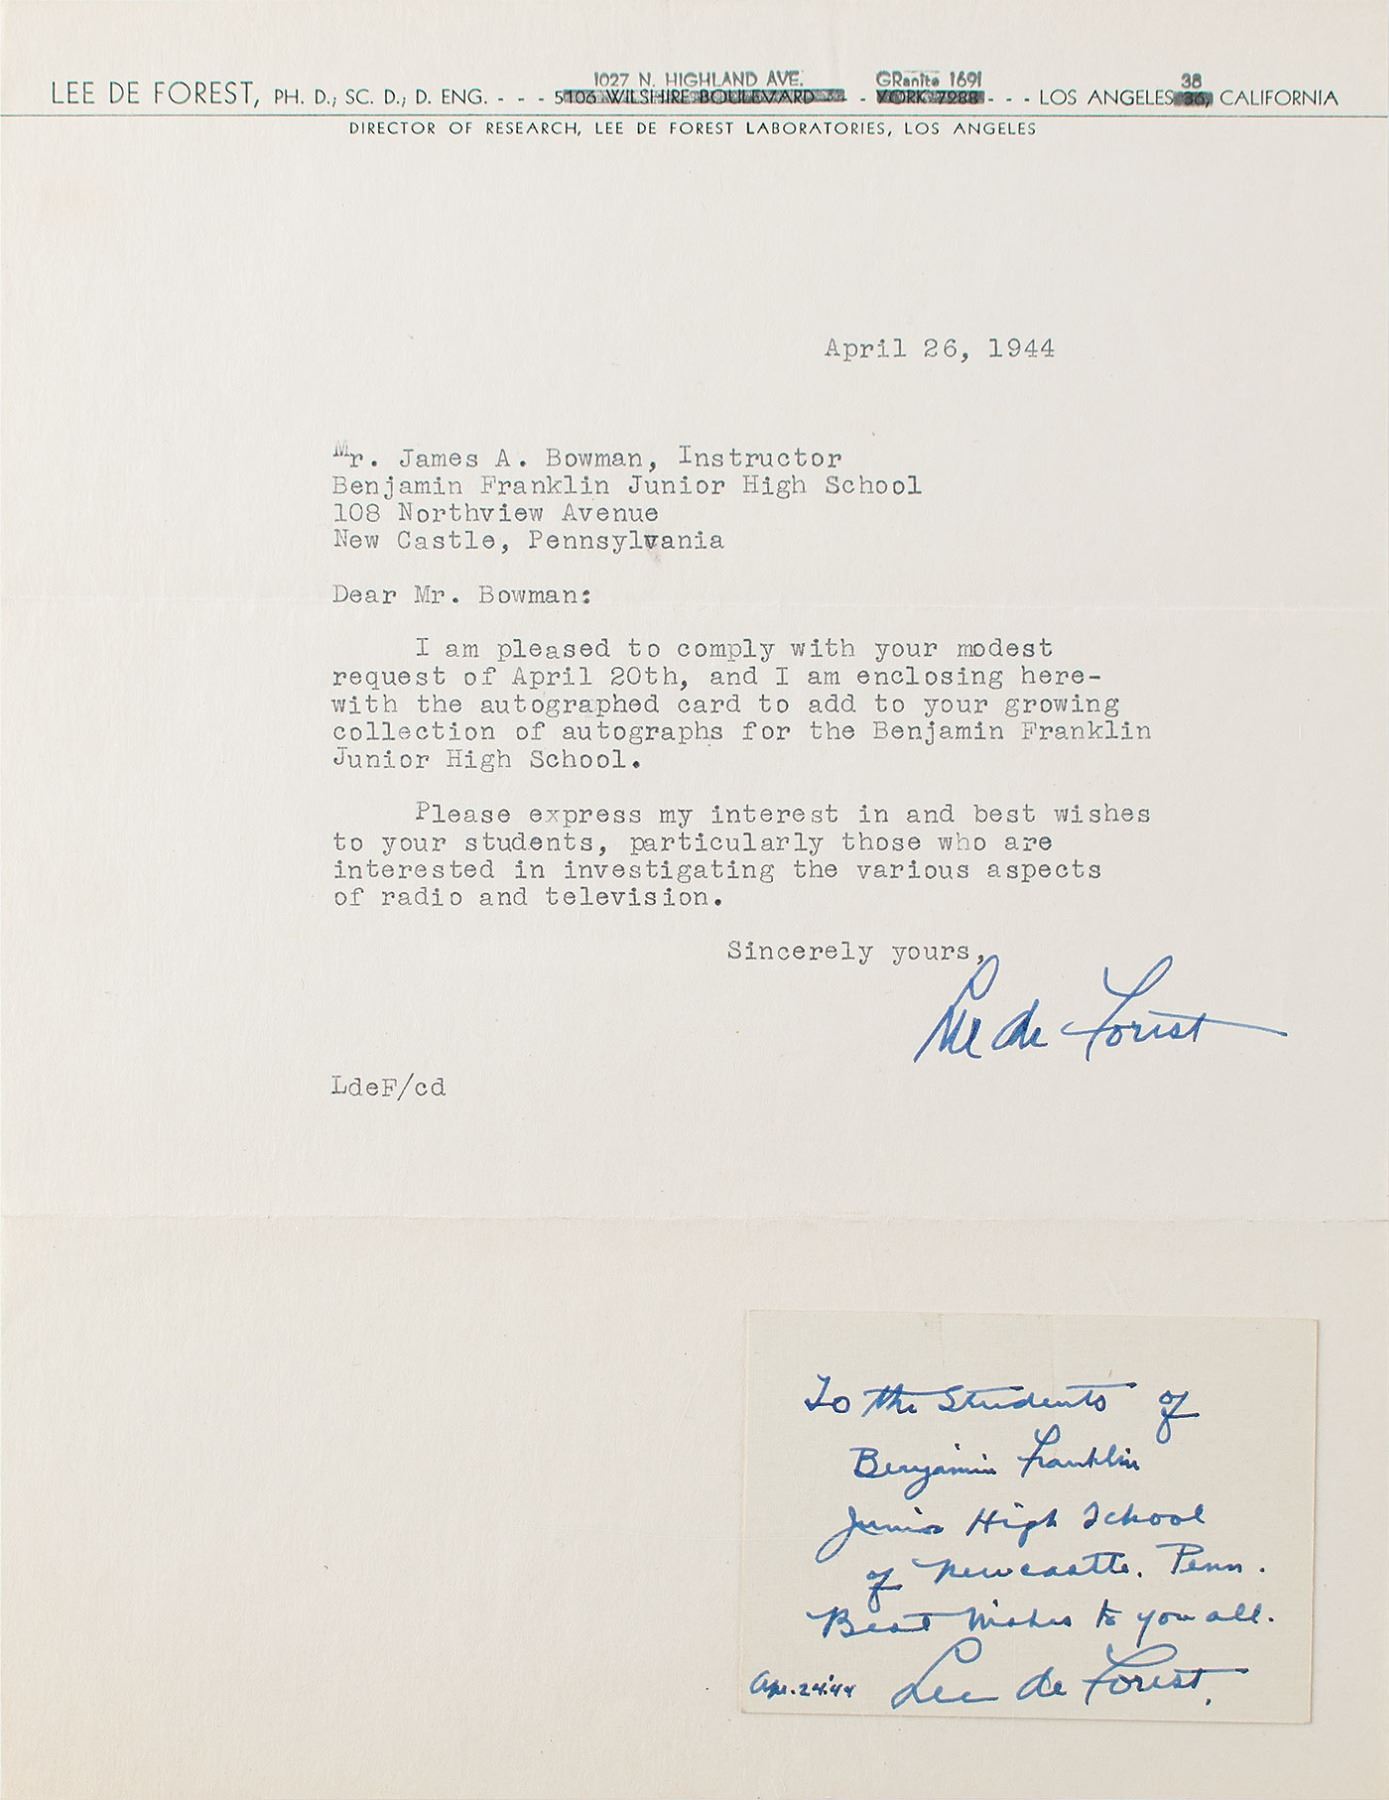 1027 N. HIGHLAND AVE. GRanite 1691 38
LEE DE FOREST, PH. D.; SC. D.; D. ENG. - - - 5106 WILSHIRE BOULEVARD - - YORK 7288 - - - LOS ANGELES 36, CALIFORNIA
DIRECTOR OF RESEARCH, LEE DE FOREST LABORATORIES, LOS ANGELES
April 26, 1944
Mr. James A. Bowman, Instructor
Benjamin Franklin Junior High School
108 Northview Avenue
New Castle, Pennsylvania
Dear Mr. Bowman:
I am pleased to comply with your modest
request of April 20th, and I am enclosing here-
with the autographed card to add to your growing
collection of autographs for the Benjamin Franklin
Junior High School.
Please express my interest in and best wishes
to your students, particularly those who are
interested in investigating the various aspects
of radio and television.
Sincerely yours,
Lee de Forest
LdeF/cd
To the Students of
Benjamin Franklin
Junior High School
of Newcastle, Penn.
Best Wishes to you all.
Apr. 24 '44 Lee de Forest.